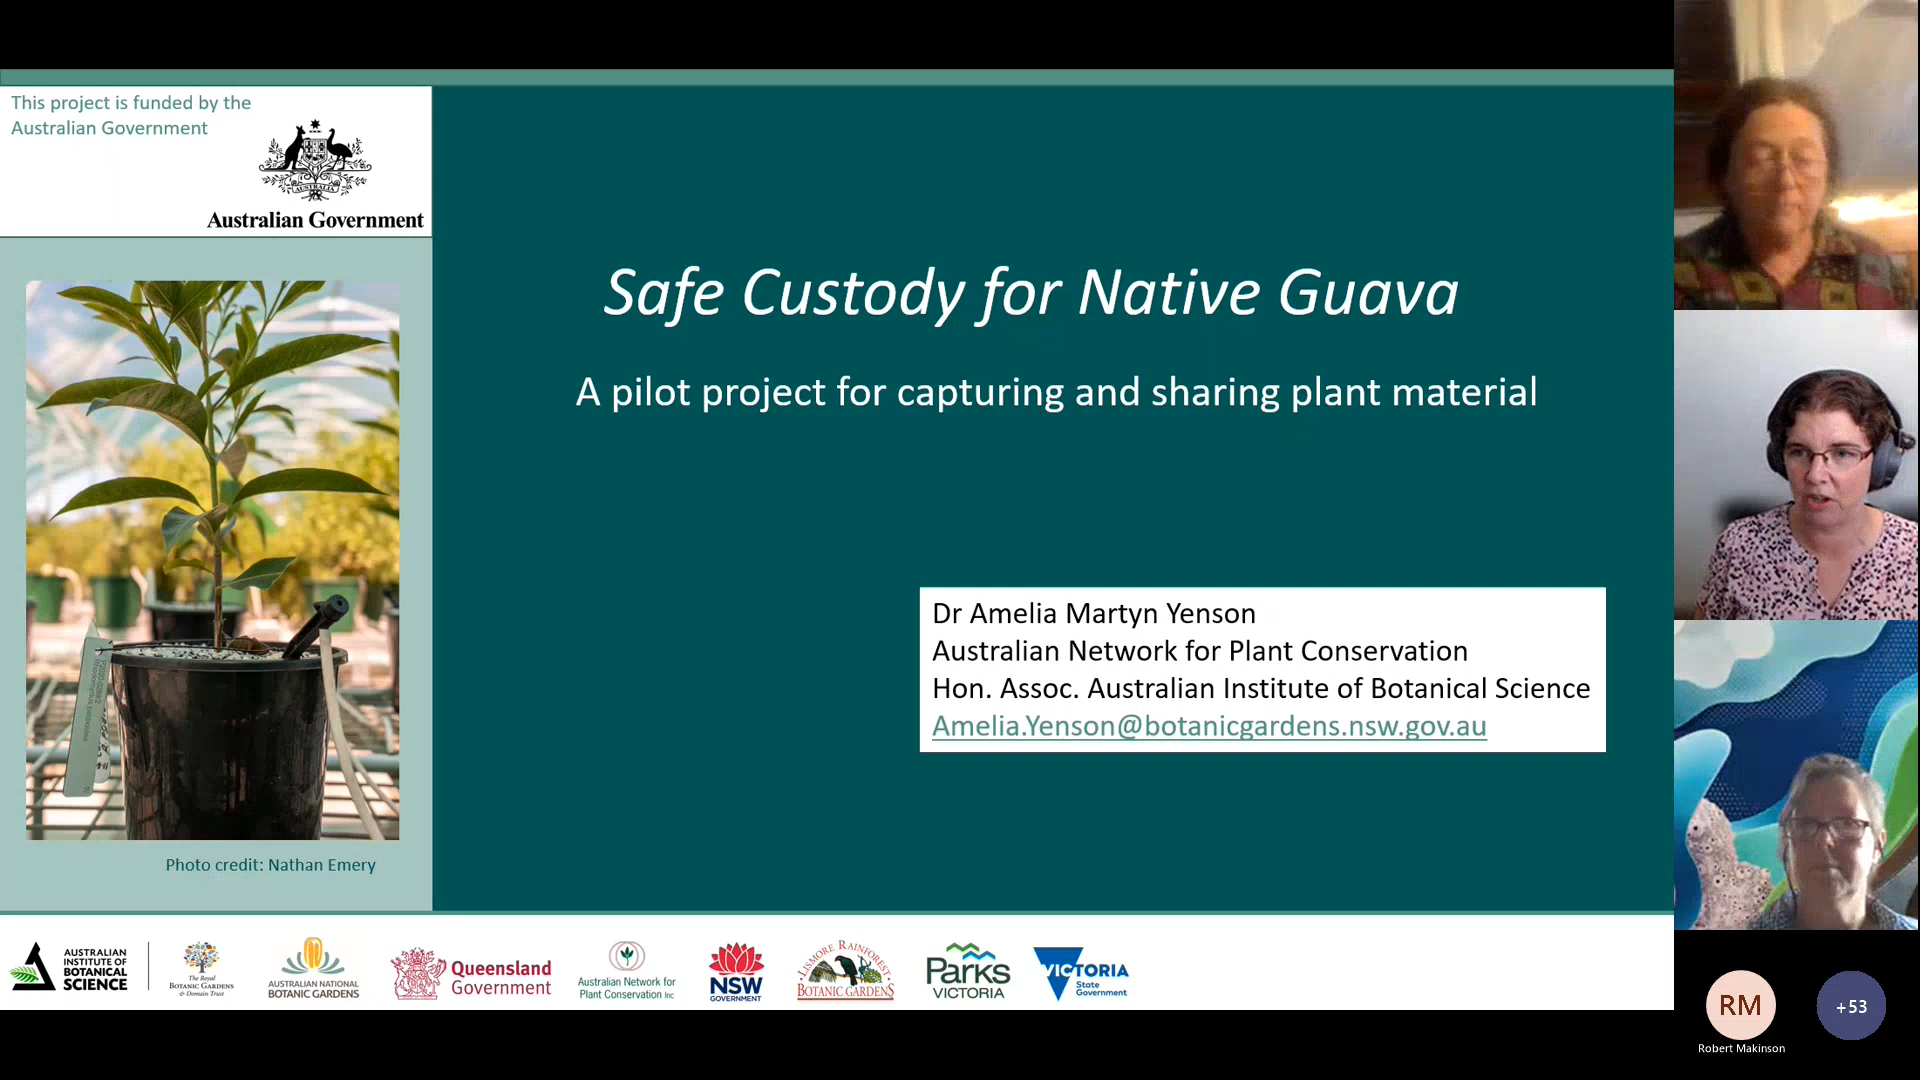 This project is funded by the
Australian Government
AUSTRALIA
Australian Government
Safe Custody for Native Guava
A pilot project for capturing and sharing plant material
Dr Amelia Martyn Yenson
Australian Network for Plant Conservation
Hon. Assoc. Australian Institute of Botanical Science
Amelia.Yenson@botanicgardens.nsw.gov.au
Photo credit: Nathan Emery
AUSTRALIAN
INSTITUTE OF
BOTANICAL
SCIENCE
The Royal
BOTANIC GARDENS
& Domain Trust
AUSTRALIAN NATIONAL
BOTANIC GARDENS
Queensland
Government
Australian Network for
Plant Conservation Inc
NSW
GOVERNMENT
LISMORE RAINFOREST
BOTANIC GARDENS
Parks
VICTORIA
VICTORIA
State
Government
RM
+53
Robert Makinson